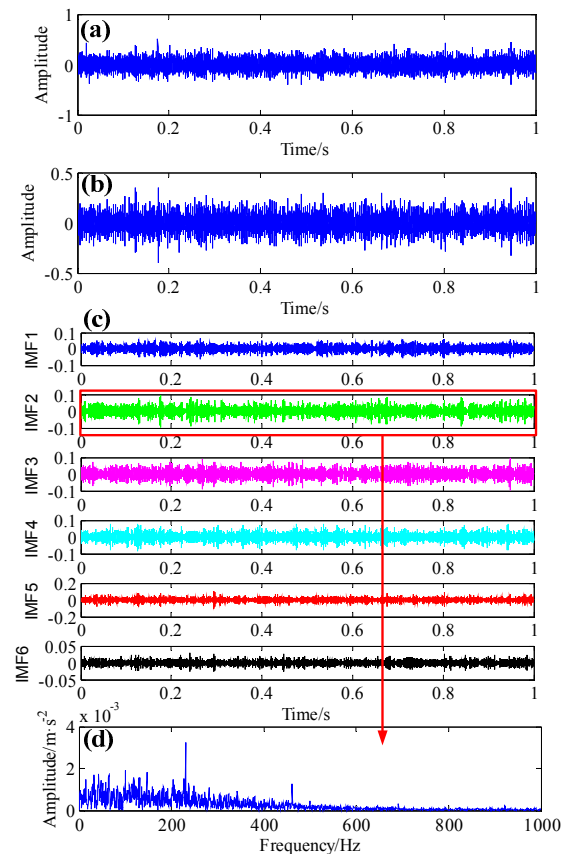 (a)
Amplitude
1
0
-1
0 0.2 0.4 0.6 0.8 1
Time/s
(b)
Amplitude
0.5
0
-0.5
0 0.2 0.4 0.6 0.8 1
Time/s
(c)
IMF1
0.1
0
-0.1
0 0.2 0.4 0.6 0.8 1
IMF2
0.1
0
-0.1
0 0.2 0.4 0.6 0.8 1
IMF3
0.1
0
-0.1
0 0.2 0.4 0.6 0.8 1
IMF4
0.1
0
-0.1
0 0.2 0.4 0.6 0.8 1
IMF5
0.2
0
-0.2
0 0.2 0.4 0.6 0.8 1
IMF6
0.05
0
-0.05
0 0.2 0.4 0.6 0.8 1
Time/s
x 10⁻³
(d)
Amplitude/m·s⁻²
4
2
0
0 200 400 600 800 1000
Frequency/Hz